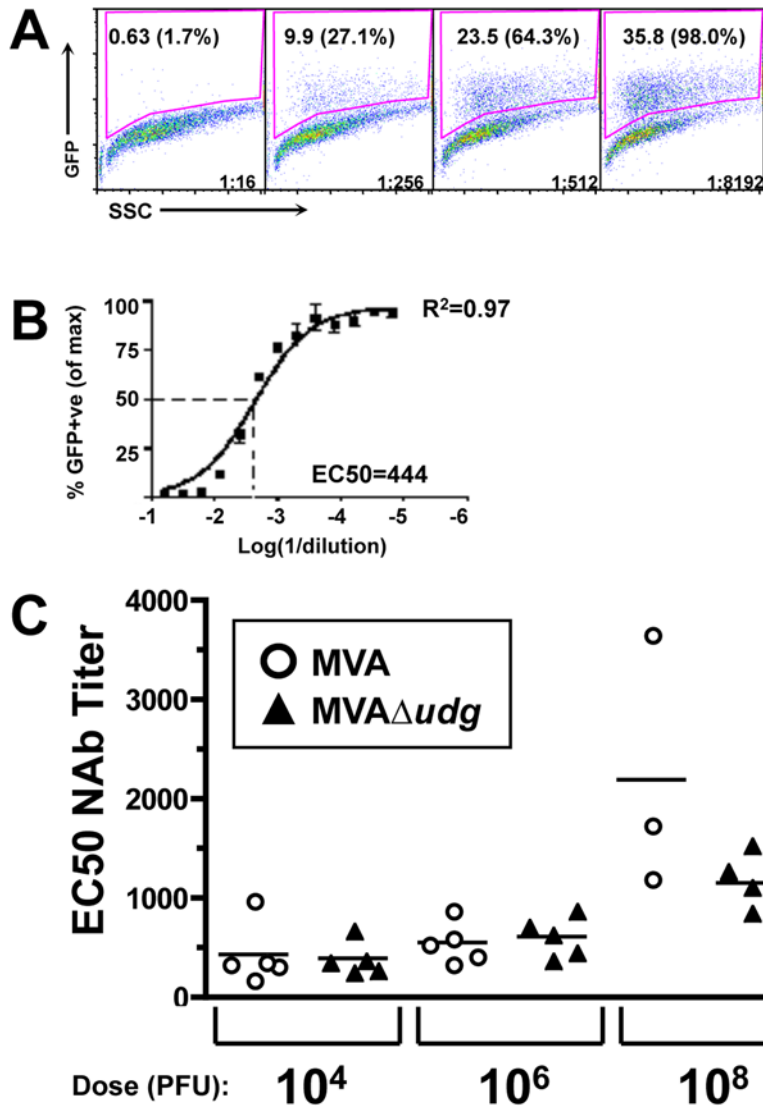 A
0.63 (1.7%) 9.9 (27.1%) 23.5 (64.3%) 35.8 (98.0%)
GFP
1:16 1:256 1:512 1:8192
SSC
B
% GFP+ve (of max)
100
75
50
25
R²=0.97
EC50=444
-1 -2 -3 -4 -5 -6
Log(1/dilution)
C
EC50 NAb Titer
4000
3000
2000
1000
0
MVA
MVAΔudg
Dose (PFU): 10⁴ 10⁶ 10⁸